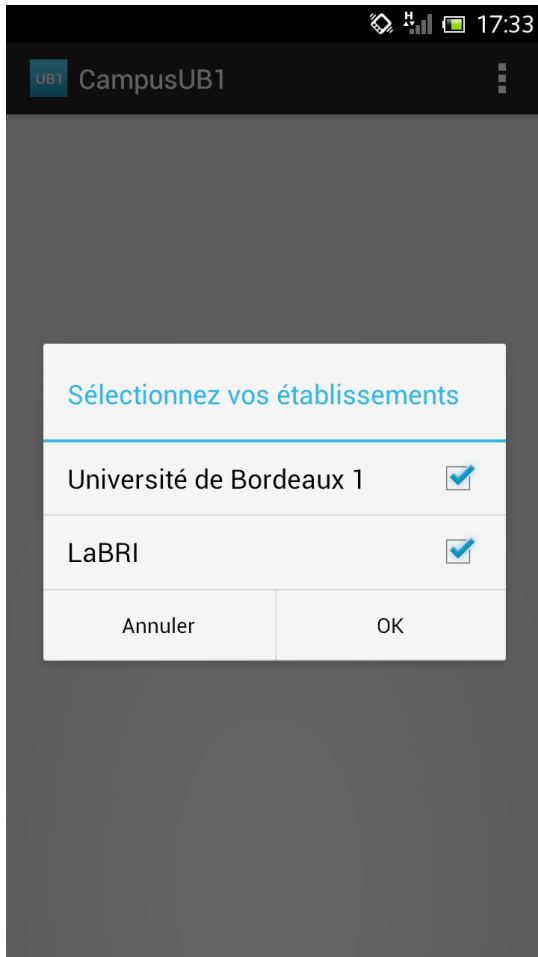 H 17:33
UB1 CampusUB1
Sélectionnez vos établissements
Université de Bordeaux 1
LaBRI
Annuler OK